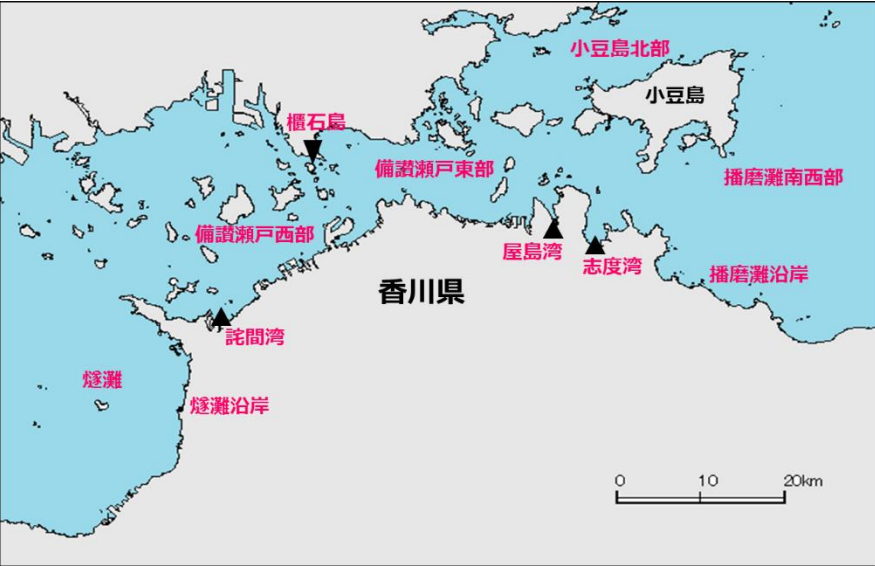 小豆島北部
小豆島
櫃石島
備讃瀬戸東部
播磨灘南西部
備讃瀬戸西部
屋島湾
志度湾
播磨灘沿岸
香川県
詫間湾
燧灘
燧灘沿岸
0 10 20km